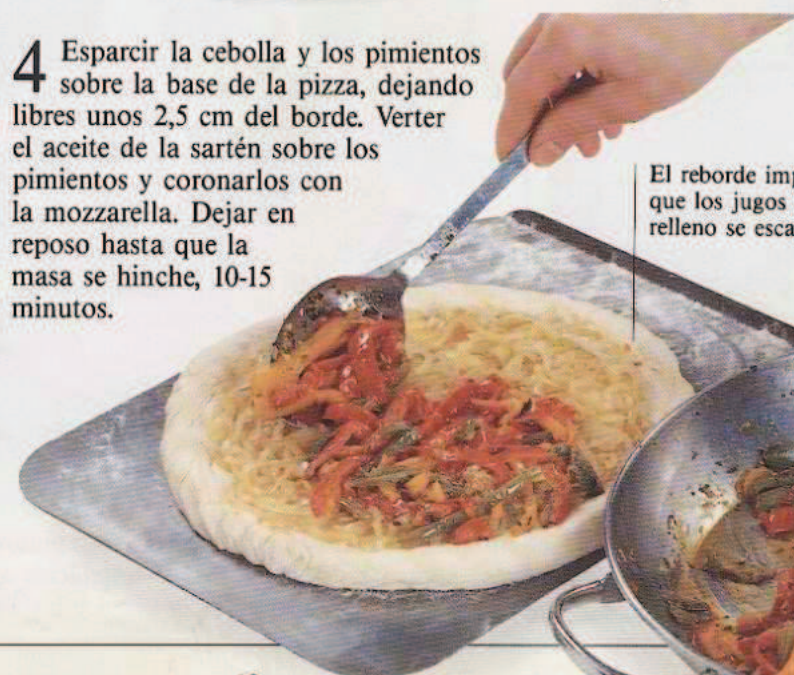 4 Esparcir la cebolla y los pimientos
sobre la base de la pizza, dejando
libres unos 2,5 cm del borde. Verter
el aceite de la sartén sobre los
pimientos y coronarlos con
la mozzarella. Dejar en
reposo hasta que la
masa se hinche, 10-15
minutos.
El reborde imp
que los jugos
relleno se esca